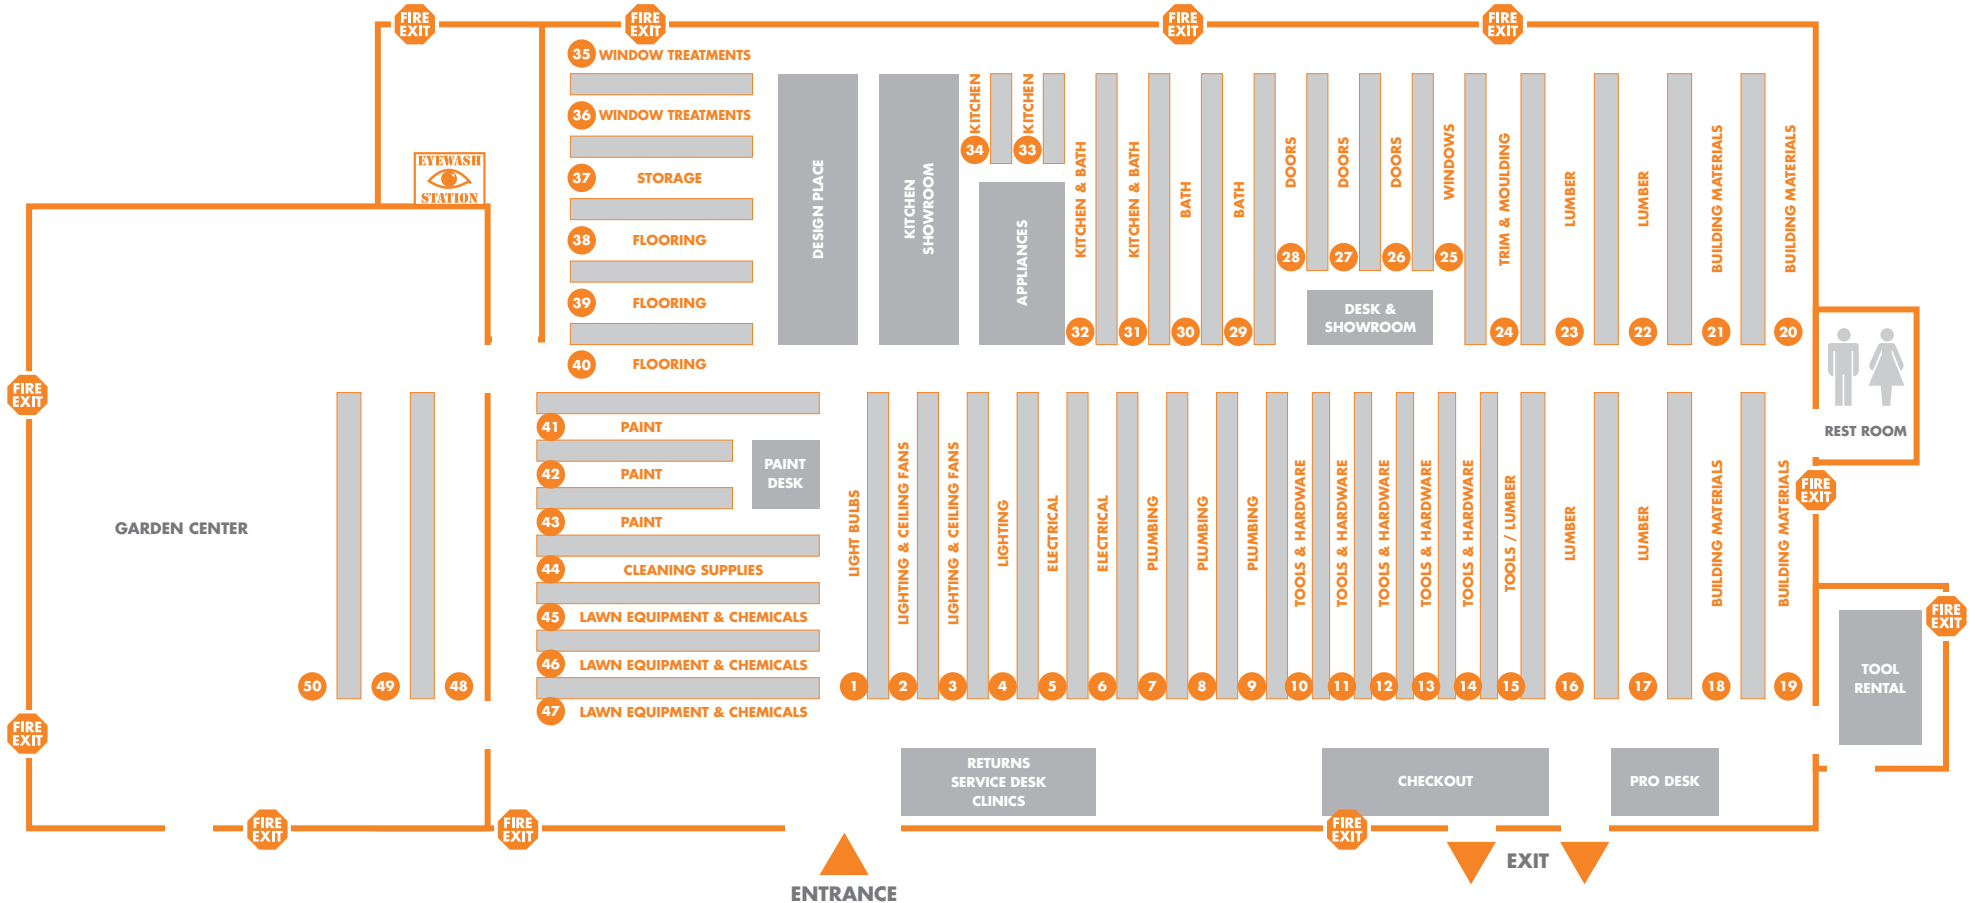 FIRE
EXIT
FIRE
EXIT
FIRE
EXIT
FIRE
EXIT
35 WINDOW TREATMENTS
36 WINDOW TREATMENTS
37 STORAGE
38 FLOORING
39 FLOORING
40 FLOORING
EYEWASH
STATION
DESIGN PLACE
KITCHEN
SHOWROOM
34 KITCHEN
33 KITCHEN
APPLIANCES
32 KITCHEN & BATH
31 KITCHEN & BATH
30 BATH
29 BATH
28 DOORS
27 DOORS
26 DOORS
25 WINDOWS
DESK &
SHOWROOM
24 TRIM & MOULDING
23 LUMBER
22 LUMBER
21 BUILDING MATERIALS
20 BUILDING MATERIALS
REST ROOM
FIRE
EXIT
FIRE
EXIT
GARDEN CENTER
50
49
48
41 PAINT
42 PAINT
43 PAINT
PAINT
DESK
44 CLEANING SUPPLIES
45 LAWN EQUIPMENT & CHEMICALS
46 LAWN EQUIPMENT & CHEMICALS
47 LAWN EQUIPMENT & CHEMICALS
1 LIGHT BULBS
2 LIGHTING & CEILING FANS
3 LIGHTING & CEILING FANS
4 LIGHTING
5 ELECTRICAL
6 ELECTRICAL
7 PLUMBING
8 PLUMBING
9 PLUMBING
10 TOOLS & HARDWARE
11 TOOLS & HARDWARE
12 TOOLS & HARDWARE
13 TOOLS & HARDWARE
14 TOOLS & HARDWARE
15 TOOLS / LUMBER
16 LUMBER
17 LUMBER
18 BUILDING MATERIALS
19 BUILDING MATERIALS
FIRE
EXIT
TOOL
RENTAL
FIRE
EXIT
RETURNS
SERVICE DESK
CLINICS
CHECKOUT
PRO DESK
FIRE
EXIT
FIRE
EXIT
FIRE
EXIT
ENTRANCE
EXIT